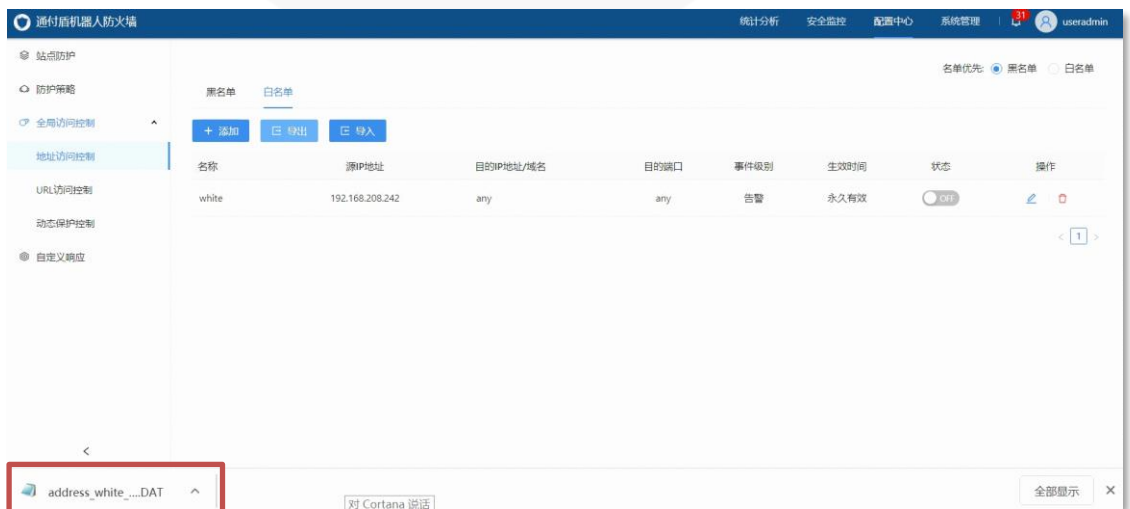 通付盾机器人防火墙 统计分析 安全监控 配置中心 系统管理 31 useradmin
站点防护
名单优先: 黑名单 白名单
防护策略
黑名单 白名单
全局访问控制
+ 添加 导出 导入
地址访问控制
名称 源IP地址 目的IP地址/域名 目的端口 事件级别 生效时间 状态 操作
URL访问控制
white 192.168.208.242 any any 告警 永久有效 OFF
动态保护控制
< 1 >
自定义响应
<
address_white_....DAT
全部显示 ×
对 Cortana 说话